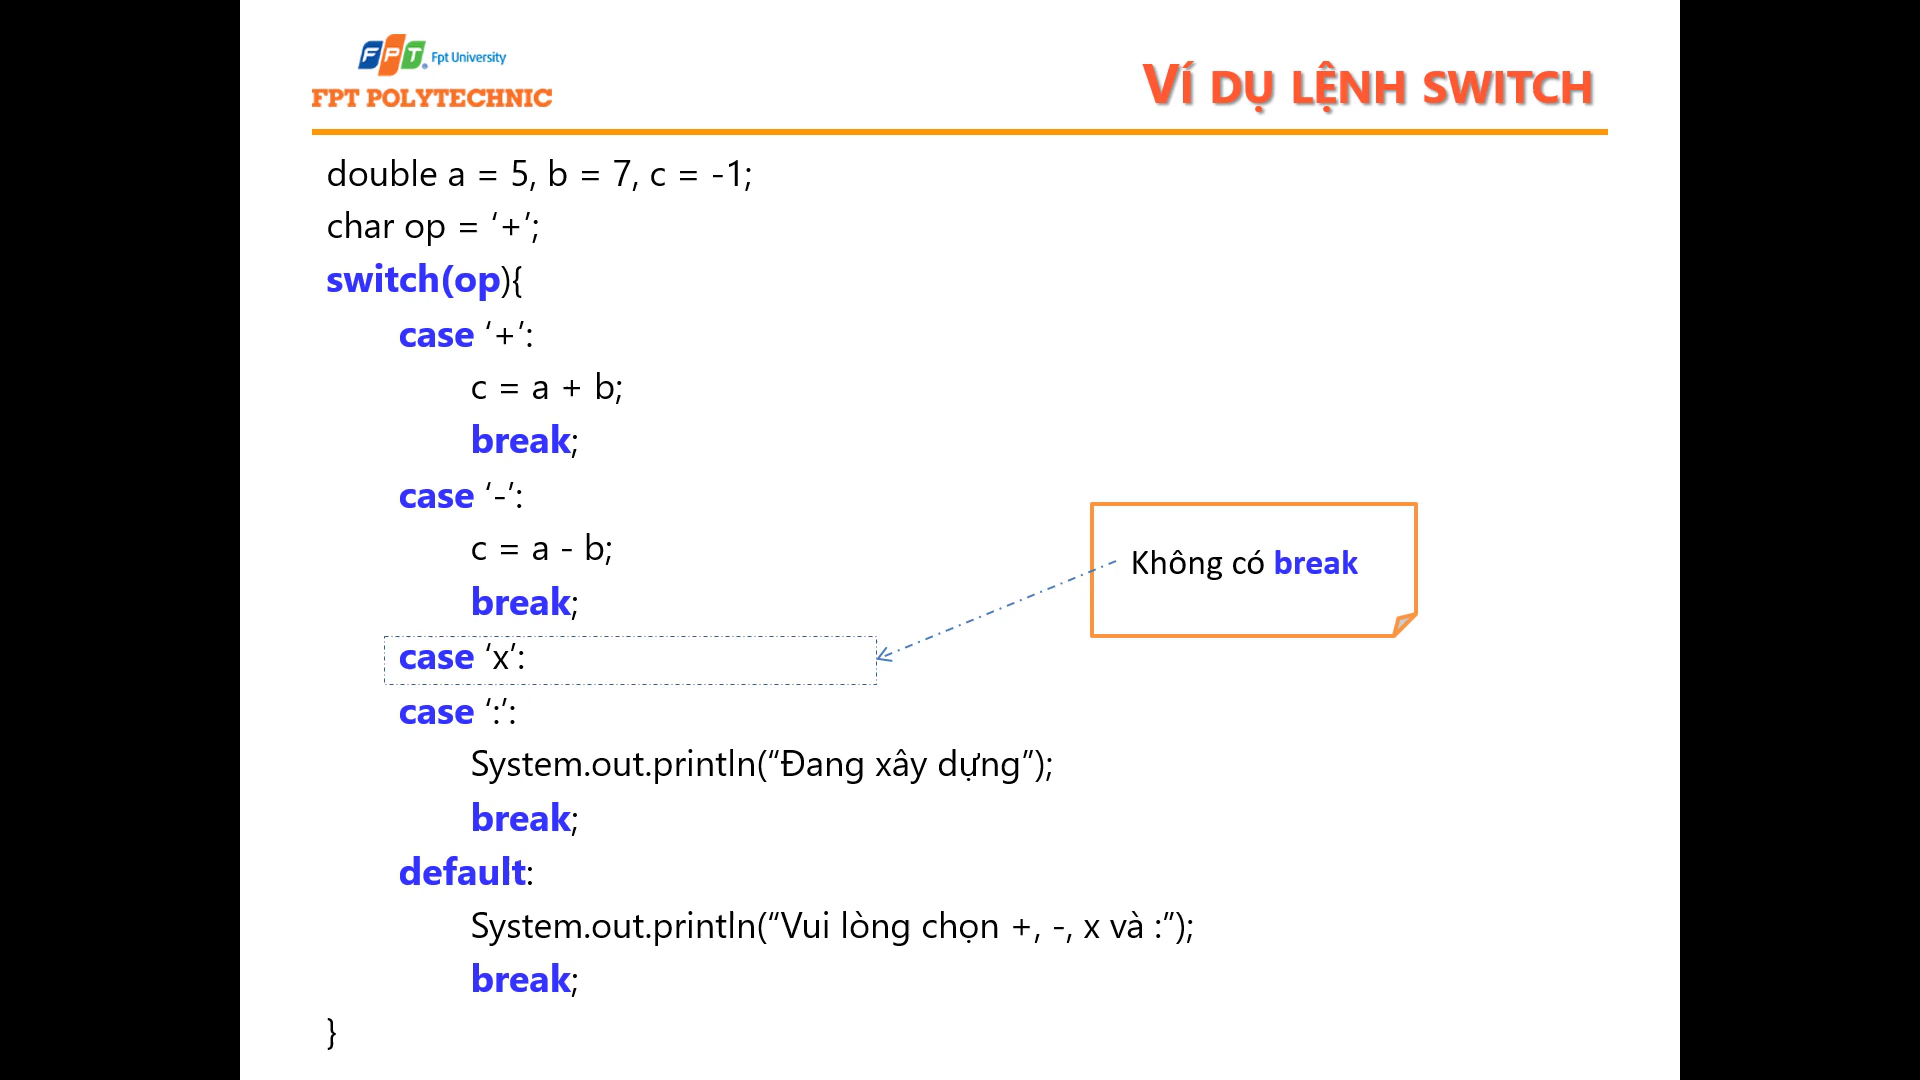 FPT Fpt University
FPT POLYTECHNIC
VÍ DỤ LỆNH SWITCH
double a = 5, b = 7, c = -1;
char op = ‘+’;
switch(op){
case ‘+’:
c = a + b;
break;
case ‘-’:
c = a - b;
break;
Không có break
case ‘x’:
case ‘:’:
System.out.println(“Đang xây dựng”);
break;
default:
System.out.println(“Vui lòng chọn +, -, x và :”);
break;
}